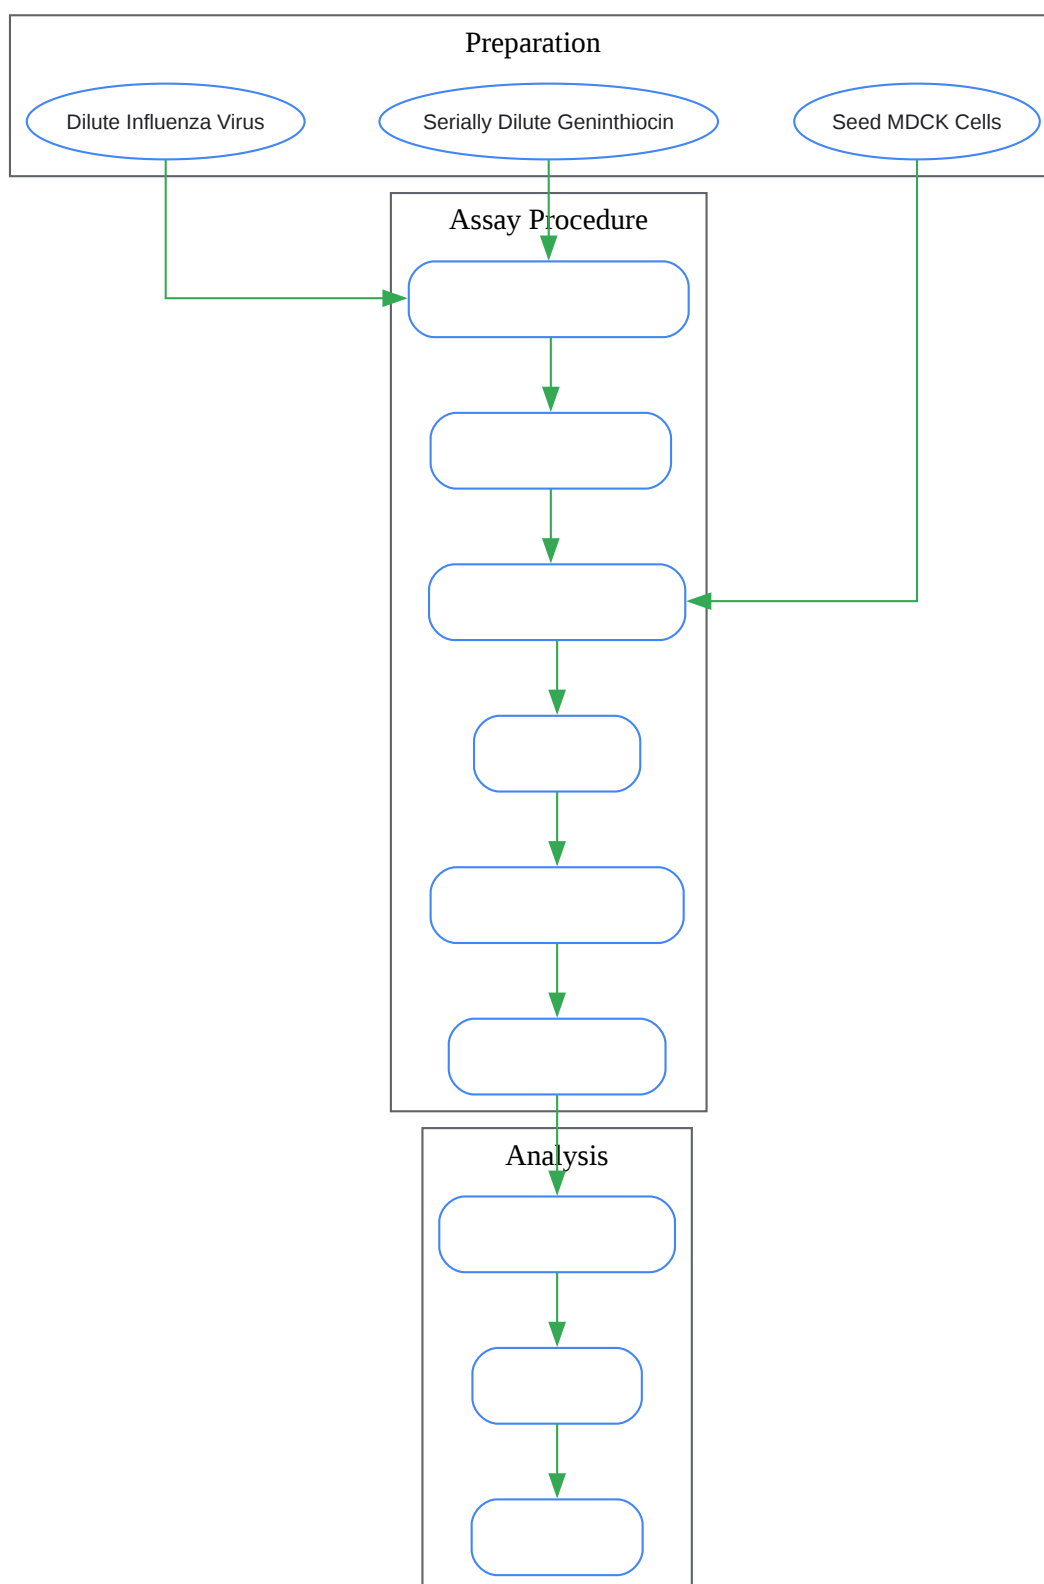 Preparation
Dilute Influenza Virus
Serially Dilute Geninthiocin
Seed MDCK Cells
Assay Procedure
Analysis